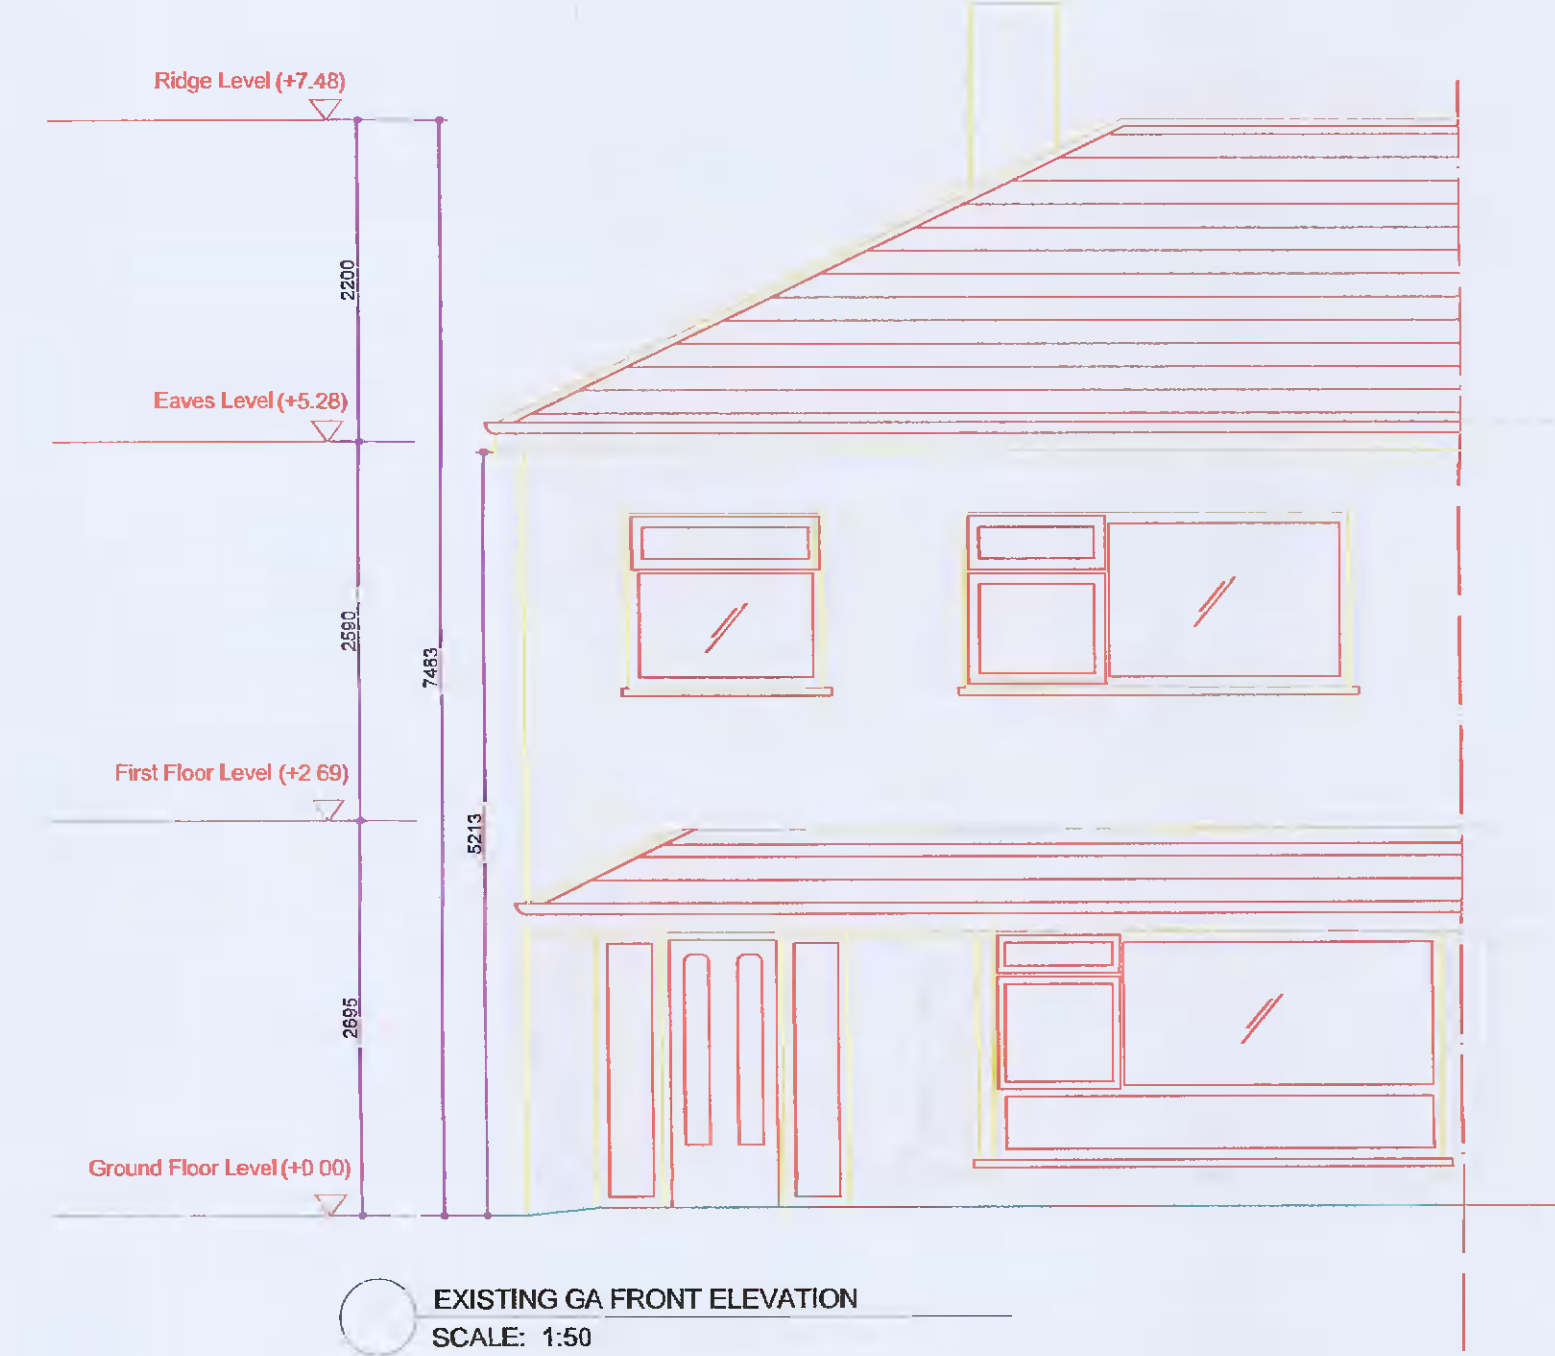 Ridge Level (+7.48)
2200
Eaves Level (+5.28)
2590
7483
First Floor Level (+2 69)
5213
2695
Ground Floor Level (+0 00)
EXISTING GA FRONT ELEVATION
SCALE: 1:50